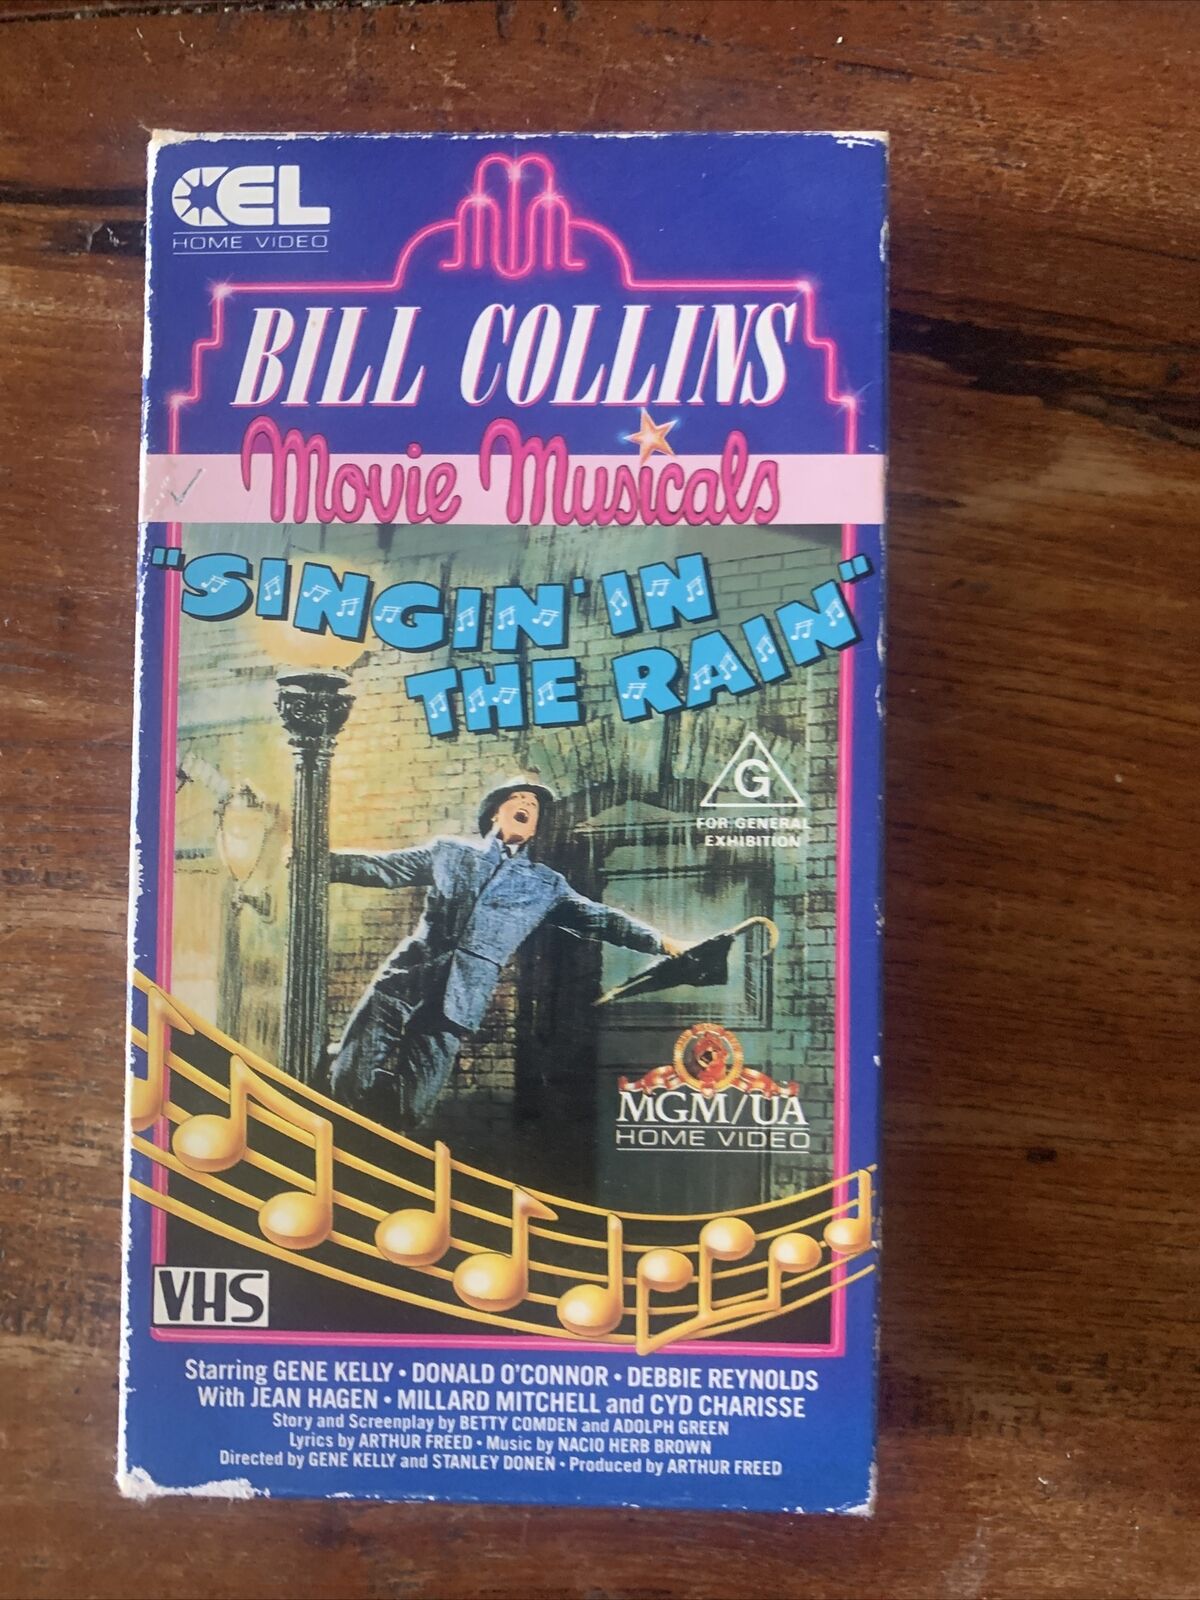 CEL
HOME VIDEO
BILL COLLINS
Movie Musicals
"SINGIN' IN
THE RAIN"
G
FOR GENERAL
EXHIBITION
MGM/UA
HOME VIDEO
VHS
Starring GENE KELLY • DONALD O'CONNOR • DEBBIE REYNOLDS
With JEAN HAGEN • MILLARD MITCHELL and CYD CHARISSE
Story and Screenplay by BETTY COMDEN and ADOLPH GREEN
Lyrics by ARTHUR FREED • Music by NACIO HERB BROWN
Directed by GENE KELLY and STANLEY DONEN • Produced by ARTHUR FREED